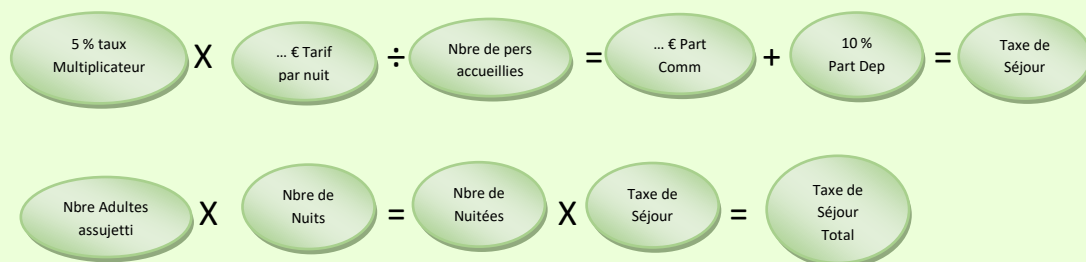 5 % taux Multiplicateur X … € Tarif par nuit ÷ Nbre de pers accueillies = … € Part Comm + 10 % Part Dep = Taxe de Séjour
Nbre Adultes assujetti X Nbre de Nuits = Nbre de Nuitées X Taxe de Séjour = Taxe de Séjour Total